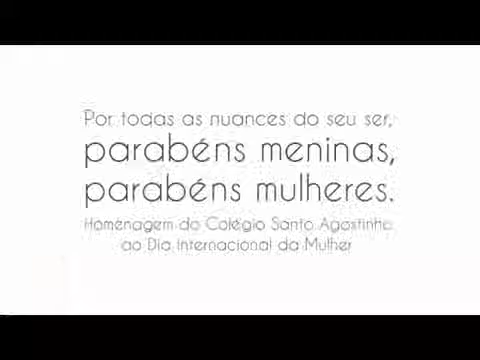 Por todas as nuances do seu ser,
parabéns meninas,
parabéns mulheres.
Homenagem do Colégio Santo Agostinho
ao Dia Internacional da Mulher